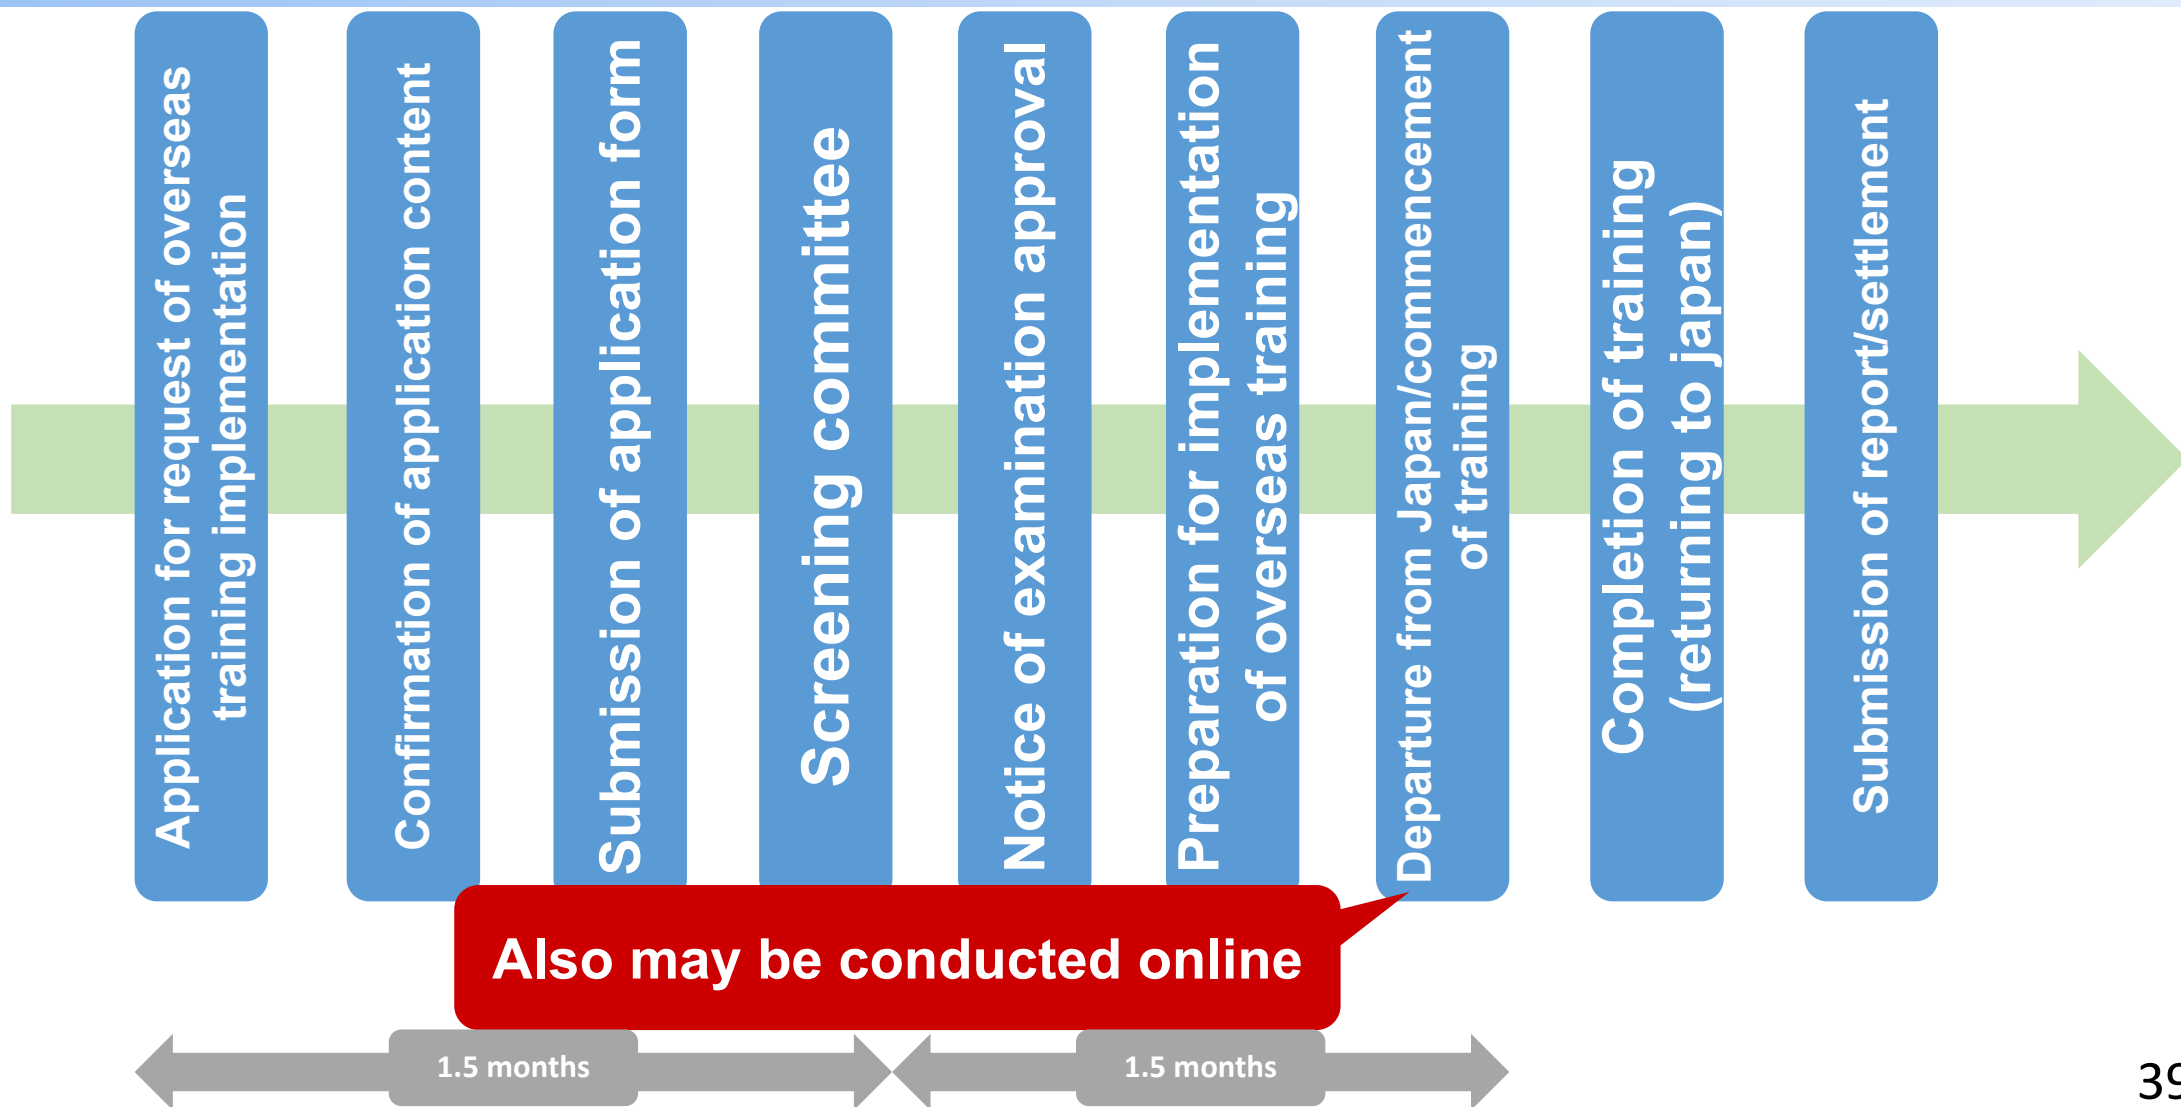 Application for request of overseas
training implementation
Confirmation of application content
Submission of application form
Screening committee
Notice of examination approval
Preparation for implementation
of overseas training
Departure from Japan/commencement
of training
Completion of training
(returning to japan)
Submission of report/settlement
Also may be conducted online
1.5 months
1.5 months
39